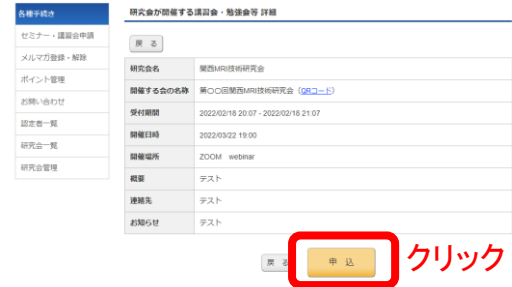 各種手続き
セミナー・講習会申請
メルマガ登録・解除
ポイント管理
お問い合わせ
認定者一覧
研究会一覧
研究会管理
研究会が開催する講習会・勉強会等 詳細
戻 る
研究会名 関西MRI技術研究会
開催する会の名称 第〇〇回関西MRI技術研究会（QRコード）
受付期間 2022/02/16 20:07 - 2022/02/16 21:07
開催日時 2022/03/22 19:00
開催場所 ZOOM webinar
概要 テスト
連絡先 テスト
お知らせ テスト
戻 る 申 込 クリック